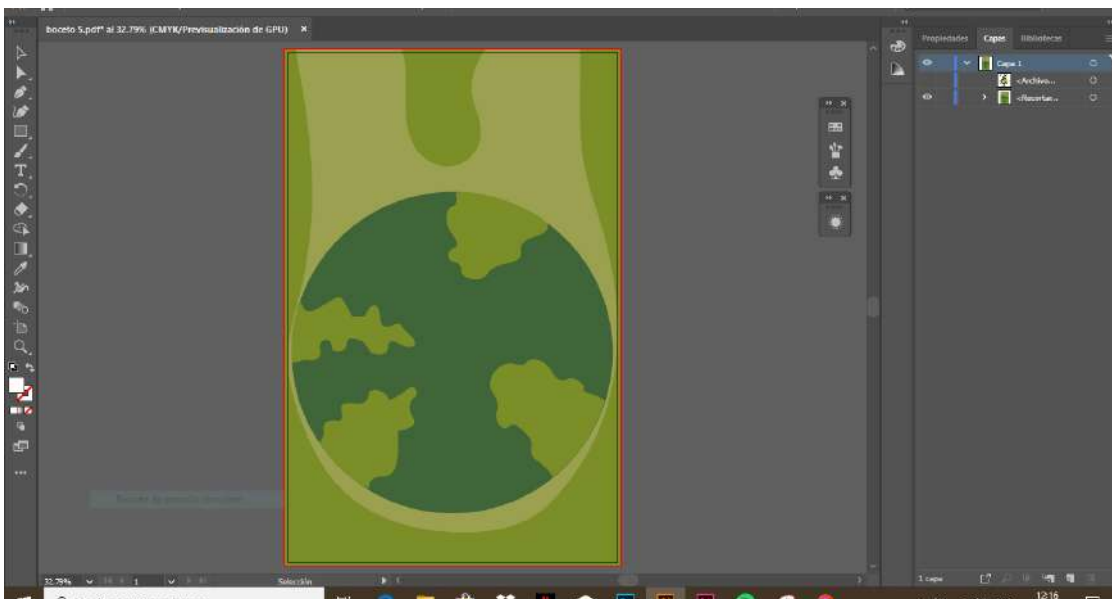 boceto 5.pdf* al 32.79% (CMYK/Previsualización de GPU) ×
Propiedades Capas Bibliotecas
Capa 1
<Archivo...
<Recortar...
32.79% 1 Selección
1 capa
12:16